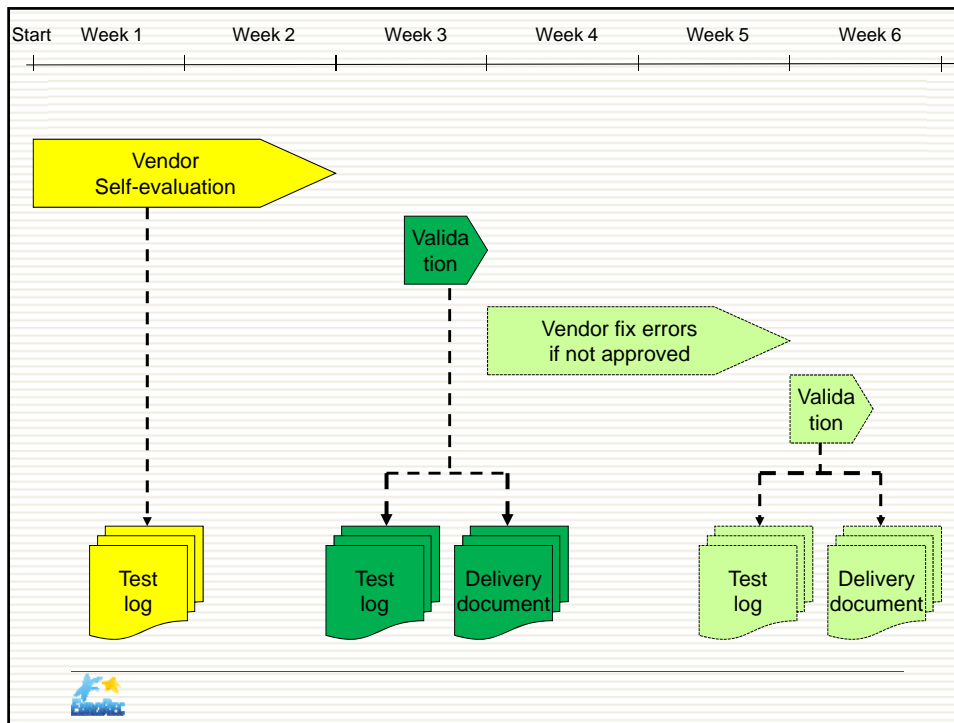 Start Week 1 Week 2 Week 3 Week 4 Week 5 Week 6
Vendor
Self-evaluation
Valida
tion
Vendor fix errors
if not approved
Valida
tion
Test
log
Test
log
Delivery
document
Test
log
Delivery
document
EUROREC